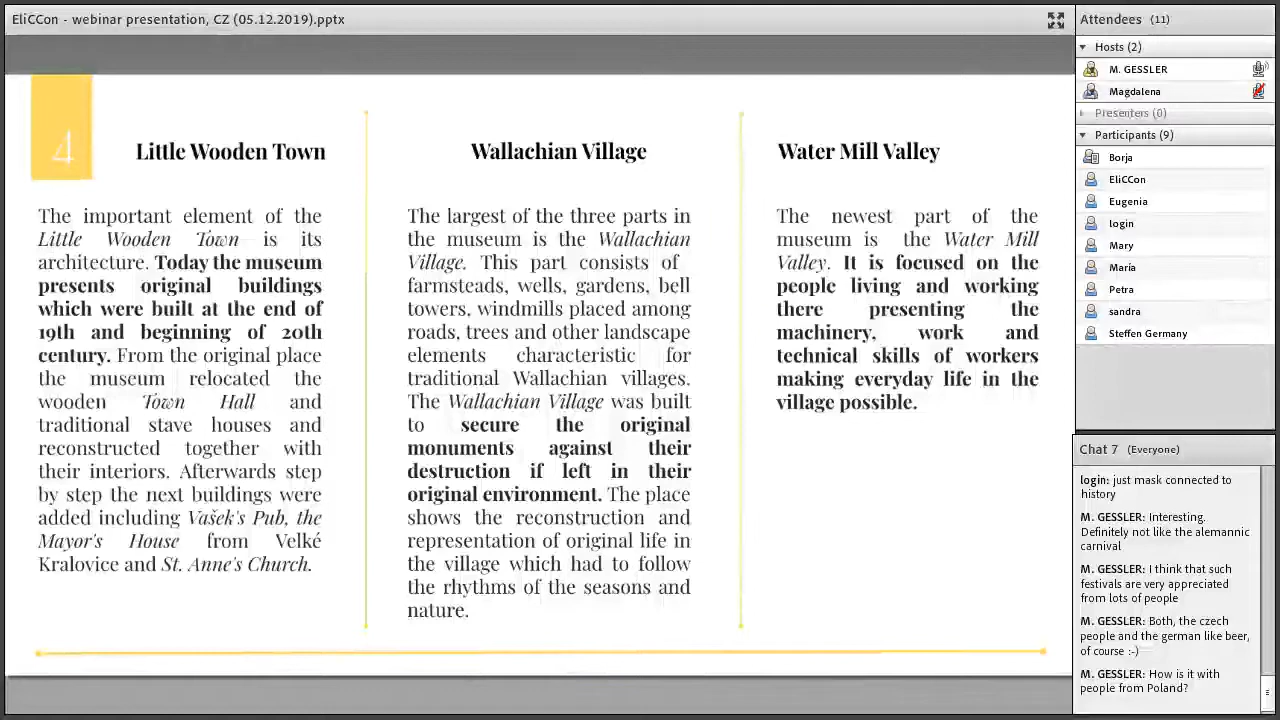 EliCCon - webinar presentation, CZ (05.12.2019).pptx
4
Little Wooden Town
The important element of the
Little Wooden Town is its
architecture. Today the museum
presents original buildings
which were built at the end of
19th and beginning of 20th
century. From the original place
the museum relocated the
wooden Town Hall and
traditional stave houses and
reconstructed together with
their interiors. Afterwards step
by step the next buildings were
added including Vašek's Pub, the
Mayor's House from Velké
Kralovice and St. Anne's Church.
Wallachian Village
The largest of the three parts in
the museum is the Wallachian
Village. This part consists of
farmsteads, wells, gardens, bell
towers, windmills placed among
roads, trees and other landscape
elements characteristic for
traditional Wallachian villages.
The Wallachian Village was built
to secure the original
monuments against their
destruction if left in their
original environment. The place
shows the reconstruction and
representation of original life in
the village which had to follow
the rhythms of the seasons and
nature.
Water Mill Valley
The newest part of the
museum is the Water Mill
Valley. It is focused on the
people living and working
there presenting the
machinery, work and
technical skills of workers
making everyday life in the
village possible.
Attendees (11)
Hosts (2)
M. GESSLER
Magdalena
Presenters (0)
Participants (9)
Borja
EliCCon
Eugenia
login
Mary
María
Petra
sandra
Steffen Germany
Chat 7 (Everyone)
login: just mask connected to
history
M. GESSLER: Interesting.
Definitely not like the alemannic
carnival
M. GESSLER: I think that such
festivals are very appreciated
from lots of people
M. GESSLER: Both, the czech
people and the german like beer,
of course :-)
M. GESSLER: How is it with
people from Poland?